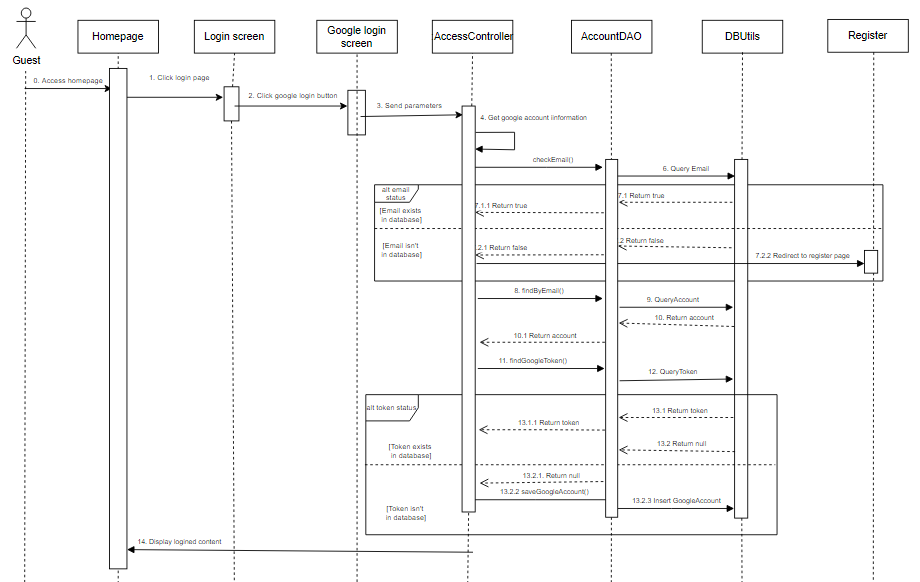 Guest
Homepage
Login screen
Google login
screen
AccessController
AccountDAO
DBUtils
Register
0. Access homepage
1. Click login page
2. Click google login button
3. Send parameters
4. Get google account iinformation
checkEmail()
6. Query Email
alt email
status
[Email exists
in database]
7.1 Return true
7.1.1 Return true
[Email isn't
in database]
.2 Return false
.2.1 Return false
7.2.2 Redirect to register page
8. findByEmail()
9. QueryAccount
10. Return account
10.1 Return account
11. findGoogleToken()
12. QueryToken
alt token status
13.1 Return token
13.1.1 Return token
[Token exists
in database]
13.2 Return null
13.2.1. Return null
13.2.2 saveGoogleAccount()
13.2.3 Insert GoogleAccount
[Token isn't
in database]
14. Display logined content